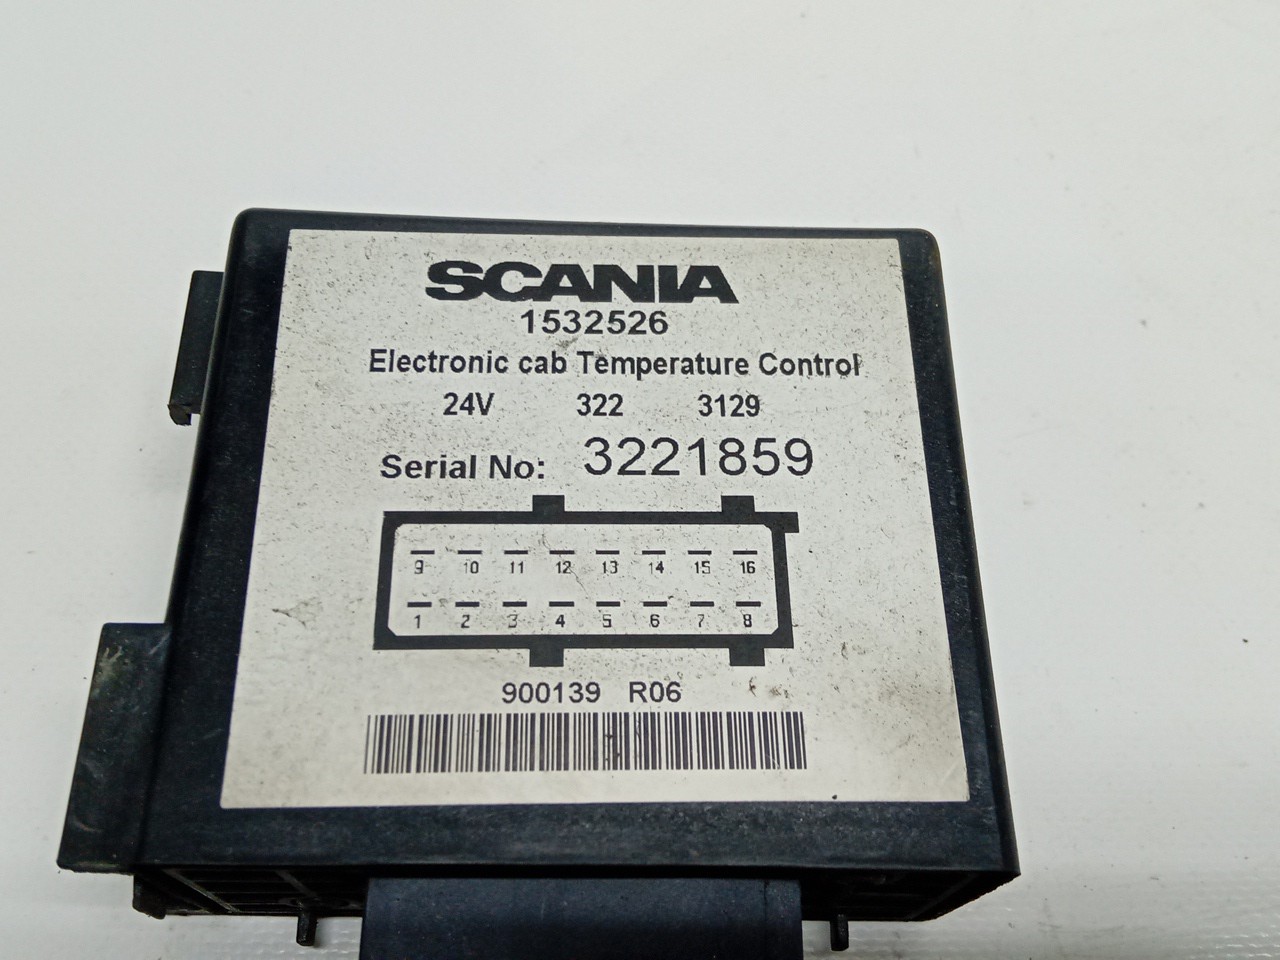 SCANIA
1532526
Electronic cab Temperature Control
24V 322 3129
Serial No: 3221859
9 10 11 12 13 14 15 16
1 2 3 4 5 6 7 8
900139 R06